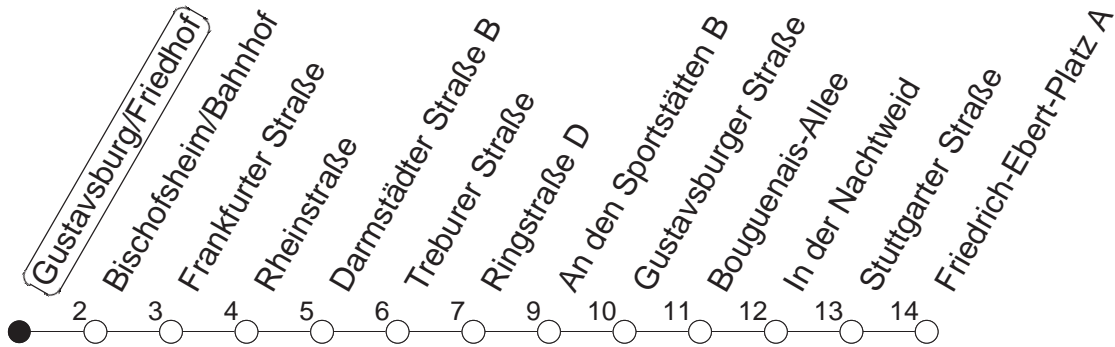 Gustavsburg/Friedhof
Bischofsheim/Bahnhof
Frankfurter Straße
Rheinstraße
Darmstädter Straße B
Treburer Straße
Ringstraße D
An den Sportstätten B
Gustavsburger Straße
Bouguenais-Allee
In der Nachtweid
Stuttgarter Straße
Friedrich-Ebert-Platz A
2 3 4 5 6 7 9 10 11 12 13 14